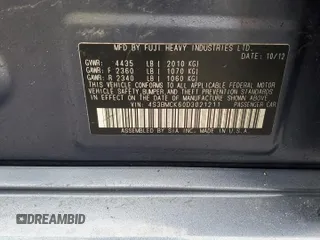 MFD.BY FUJI HEAVY INDUSTRIES LTD.
DATE: 10/12
GVWR: 4435 LB ( 2010 KG)
GAWR: F 2360 LB ( 1070 KG)
GAWR: R 2340 LB ( 1060 KG)
THIS VEHICLE CONFORMS TO ALL APPLICABLE FEDERAL MOTOR
VEHICLE SAFETY,BUMPER,AND THEFT PREVENTION STANDARDS
IN EFFECT ON THE DATE OF MANUFACTURE SHOWN ABOVE.
V.I.N.: 4S3BMCK60D3021211 PASSENGER CAR
ASSEMBLED BY SIA INC. MADE IN U.S.A.
DREAMBID